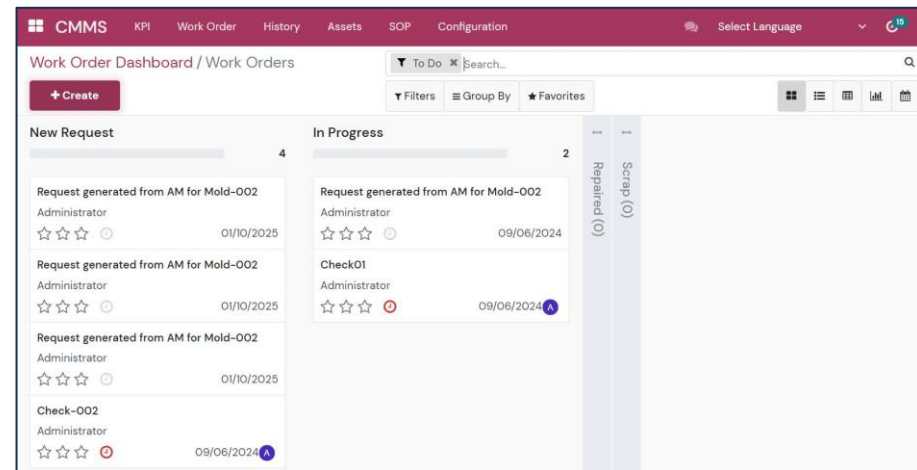 CMMS KPI Work Order History Assets SOP Configuration Select Language 15
Work Order Dashboard / Work Orders
To Do × Search...
+Create
Filters Group By Favorites
New Request
4
In Progress
2
Repaired (0)
Scrap (0)
Request generated from AM for Mold-002
Administrator
01/10/2025
Request generated from AM for Mold-002
Administrator
01/10/2025
Request generated from AM for Mold-002
Administrator
01/10/2025
Check-002
Administrator
09/06/2024 A
Request generated from AM for Mold-002
Administrator
09/06/2024
Check01
Administrator
09/06/2024 A